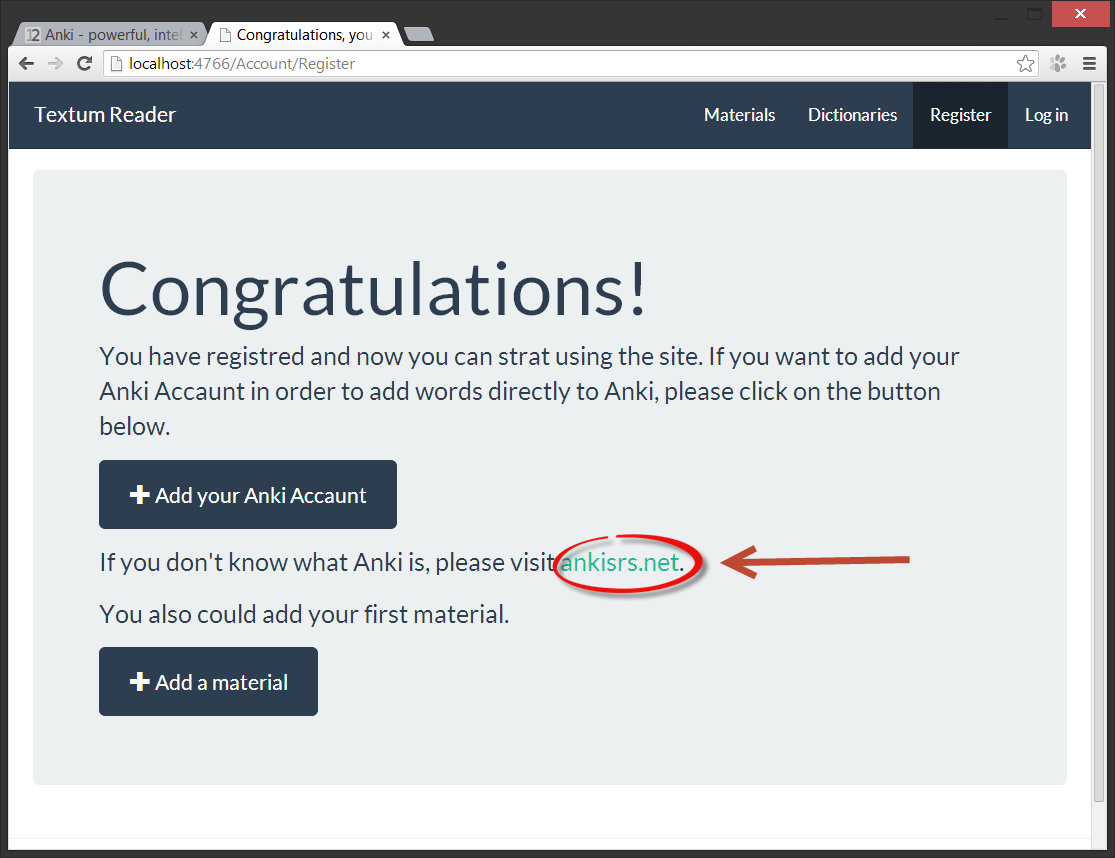 Anki - powerful, intel
Congratulations, you
localhost:4766/Account/Register
Textum Reader
Materials
Dictionaries
Register
Log in
Congratulations!
You have registred and now you can strat using the site. If you want to add your
Anki Accaunt in order to add words directly to Anki, please click on the button
below.
Add your Anki Accaunt
If you don't know what Anki is, please visit ankisrs.net.
You also could add your first material.
Add a material